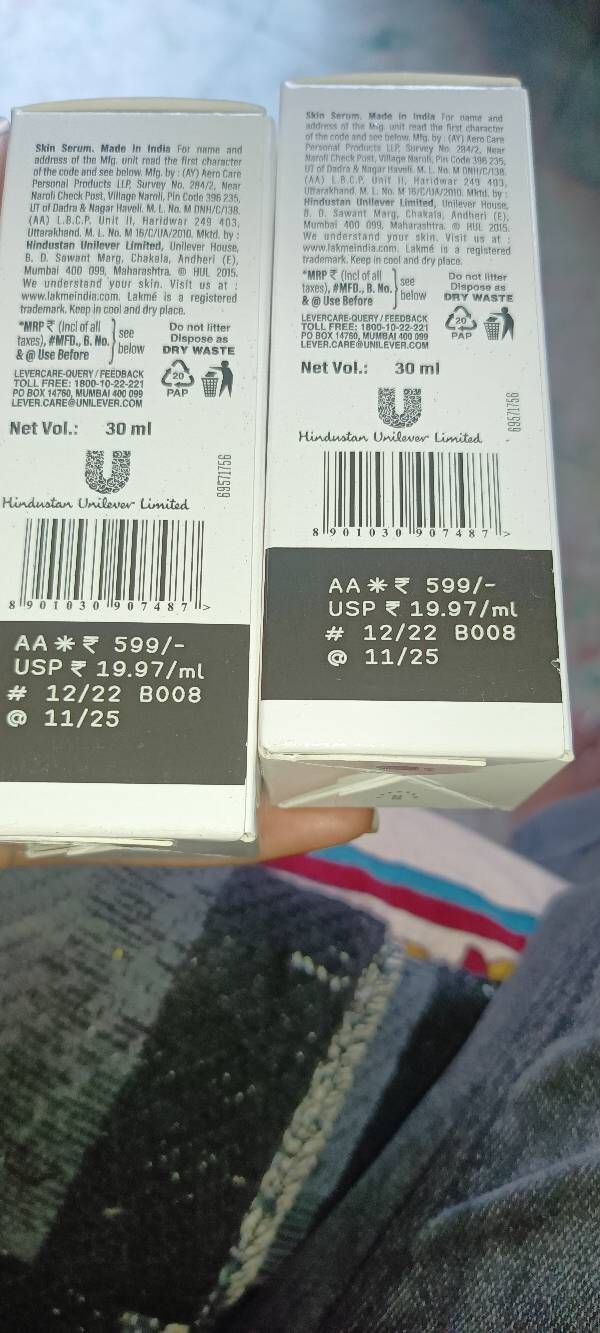 Skin Serum. Made in India For name and
address of the Mfg. unit read the first character
of the code and see below. Mfg. by : (AY) Aero Care
Personal Products LLP, Survey No. 284/2, Near
Naroli Check Post, Village Naroli, Pin Code 396 235,
UT of Dadra & Nagar Haveli. M. L. No. M DNH/C/138.
(AA) L.B.C.P. Unit II, Haridwar 249 403,
Uttarakhand. M. L. No. M 16/C/UA/2010. Mktd. by :
Hindustan Unilever Limited, Unilever House,
B. D. Sawant Marg, Chakala, Andheri (E),
Mumbai 400 099, Maharashtra. © HUL 2015.
We understand your skin. Visit us at :
www.lakmeindia.com. Lakmé is a registered
trademark. Keep in cool and dry place.
*MRP ₹ (Incl of all
taxes), #MFD., B. No.
& @ Use Before
see
below
Do not litter
Dispose as
DRY WASTE
20
PAP
LEVERCARE-QUERY / FEEDBACK
TOLL FREE: 1800-10-22-221
PO BOX 14760, MUMBAI 400 099
LEVER.CARE@UNILEVER.COM
Net Vol.: 30 ml
69571756
Hindustan Unilever Limited
8 901030 907487 >
AA * ₹ 599/-
USP ₹ 19.97/ml
# 12/22 B008
@ 11/25
Skin Serum. Made in India For name and
address of the Mfg. unit read the first character
of the code and see below. Mfg. by : (AY) Aero Care
Personal Products LLP, Survey No. 284/2, Near
Naroli Check Post, Village Naroli, Pin Code 396 235,
UT of Dadra & Nagar Haveli. M. L. No. M DNH/C/138.
(AA) L.B.C.P. Unit II, Haridwar 249 403,
Uttarakhand. M. L. No. M 16/C/UA/2010. Mktd. by :
Hindustan Unilever Limited, Unilever House,
B. D. Sawant Marg, Chakala, Andheri (E),
Mumbai 400 099, Maharashtra. © HUL 2015.
We understand your skin. Visit us at :
www.lakmeindia.com. Lakmé is a registered
trademark. Keep in cool and dry place.
*MRP ₹ (Incl of all
taxes), #MFD., B. No.
& @ Use Before
see
below
Do not litter
Dispose as
DRY WASTE
20
PAP
LEVERCARE-QUERY / FEEDBACK
TOLL FREE: 1800-10-22-221
PO BOX 14760, MUMBAI 400 099
LEVER.CARE@UNILEVER.COM
Net Vol.: 30 ml
69571756
Hindustan Unilever Limited
8 901030 907487 >
AA * ₹ 599/-
USP ₹ 19.97/ml
# 12/22 B008
@ 11/25